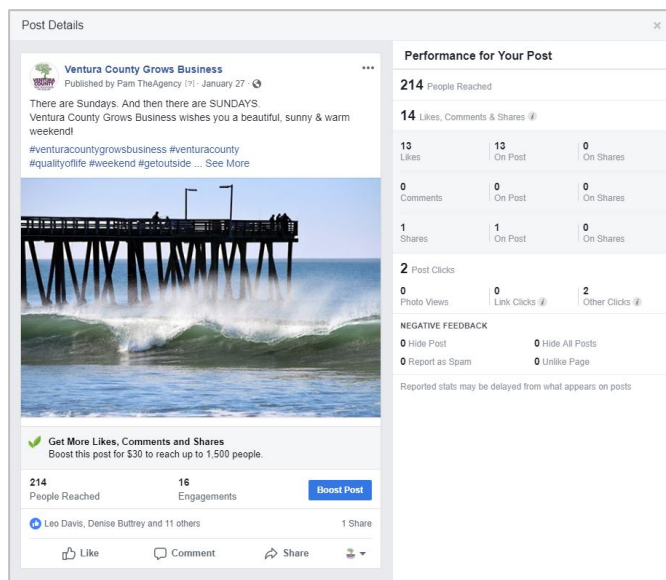 Post Details
×
Ventura County Grows Business
Published by Pam TheAgency [?] · January 27 ·
There are Sundays. And then there are SUNDAYS.
Ventura County Grows Business wishes you a beautiful, sunny & warm
weekend!
#venturacountygrowsbusiness #venturacounty
#qualityoflife #weekend #getoutside ... See More
Get More Likes, Comments and Shares
Boost this post for $30 to reach up to 1,500 people.
214 16
People Reached Engagements
Boost Post
Leo Davis, Denise Buttrey and 11 others 1 Share
Like Comment Share
Performance for Your Post
214 People Reached
14 Likes, Comments & Shares i
13 13 0
Likes On Post On Shares
0 0 0
Comments On Post On Shares
1 1 0
Shares On Post On Shares
2 Post Clicks
0 0 2
Photo Views Link Clicks i Other Clicks i
NEGATIVE FEEDBACK
0 Hide Post 0 Hide All Posts
0 Report as Spam 0 Unlike Page
Reported stats may be delayed from what appears on posts